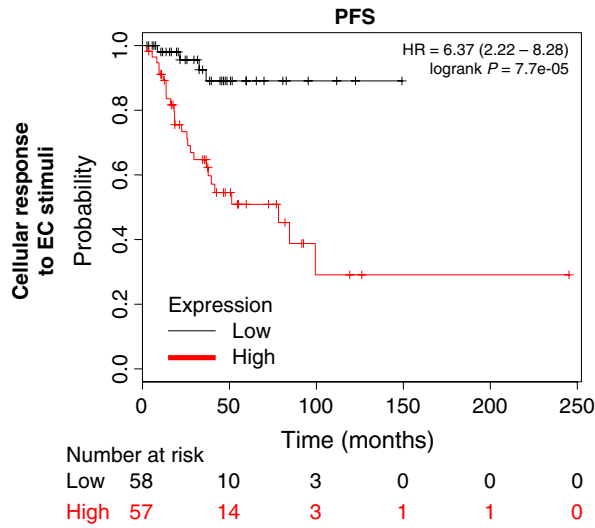 PFS
HR = 6.37 (2.22 – 8.28)
logrank P = 7.7e-05
Cellular response
to EC stimuli
Probability
1.0
0.8
0.6
0.4
0.2
0.0
Expression
Low
High
0 50 100 150 200 250
Time (months)
Number at risk
Low 58 10 3 0 0 0
High 57 14 3 1 1 0